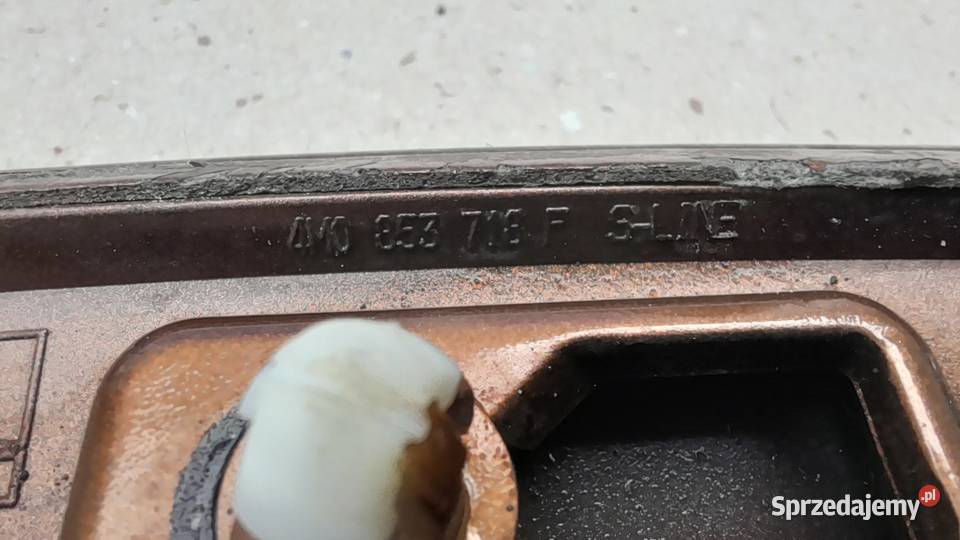 4M0 853 718 F S-LINE
Sprzedajemy.pl